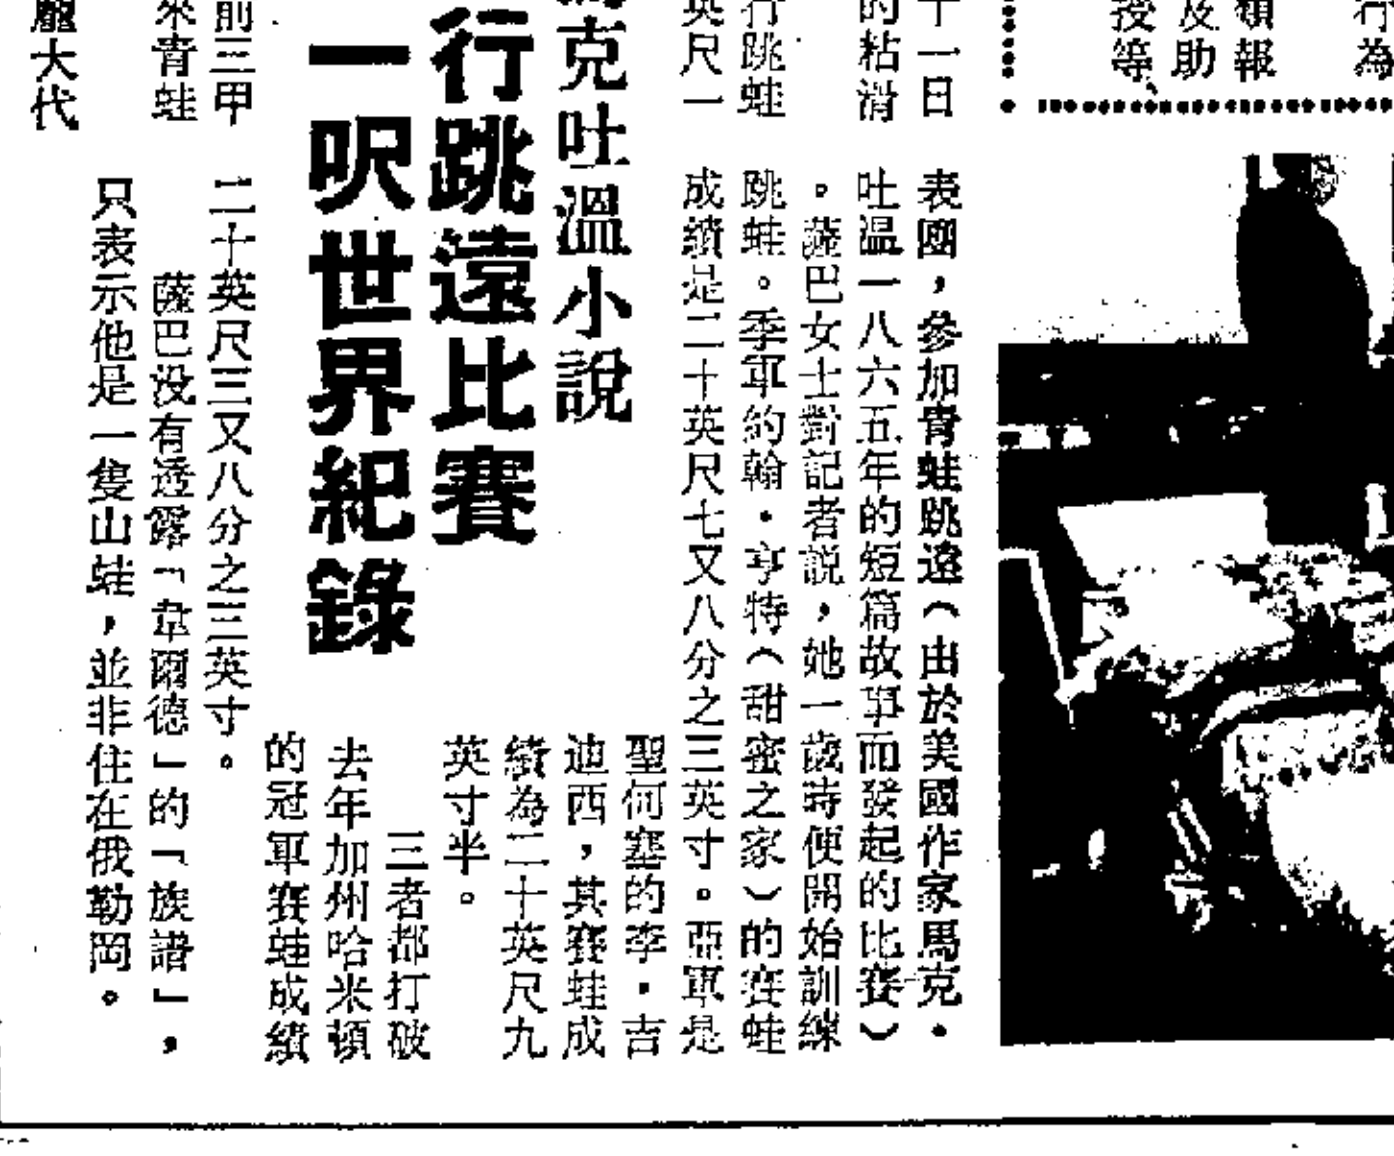 行為
報
及助
授等
十一日
的粘滑
行跳蛙
英尺一
克吐溫小說
行跳遠比賽
一呎世界紀錄
前三甲
來青蛙
龐大代
表團，參加青蛙跳遠（由於美國作家馬克・
吐温一八六五年的短篇故事而發起的比賽）
。薩巴女士對記者説，她一歲時便開始訓練
跳蛙。季軍約翰・亨特（甜蜜之家）的賽蛙
成績是二十英尺七又八分之三英寸。亞軍是
聖何塞的李・吉
迪西，其賽蛙成
績為二十英尺九
英寸半。
三者都打破
去年加州哈米頓
的冠軍賽蛙成績
二十英尺三又八分之三英寸。
薩巴没有透露「韋爾德」的「族譜」，
只表示他是一隻山蛙，並非住在俄勒岡。